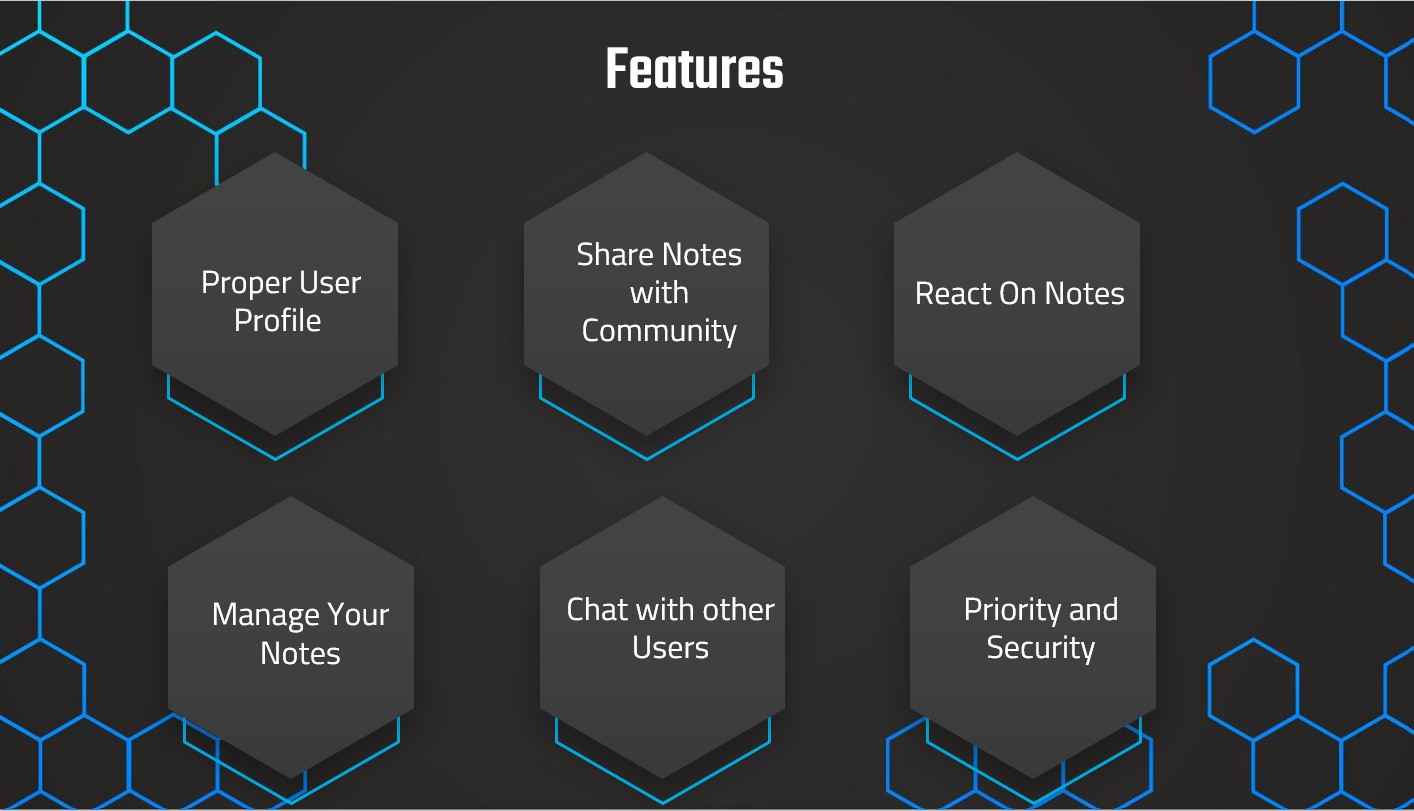 Features
Proper User
Profile
Share Notes
with
Community
React On Notes
Manage Your
Notes
Chat with other
Users
Priority and
Security